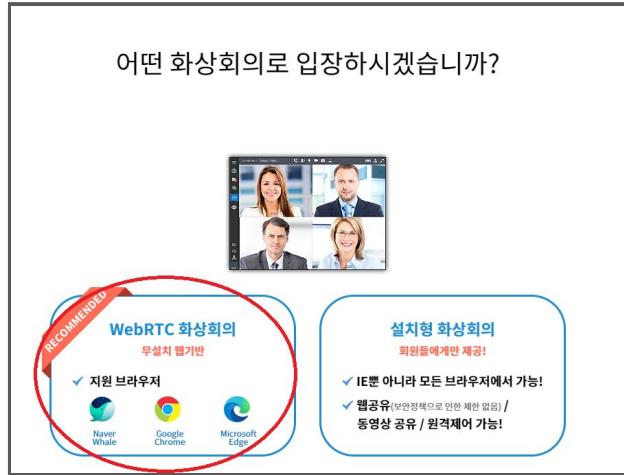 어떤 화상회의로 입장하시겠습니까?
RECOMMENDED
WebRTC 화상회의
무설치 웹기반
지원 브라우저
Naver
Whale
Google
Chrome
Microsoft
Edge
설치형 화상회의
회원들에게만 제공!
IE뿐 아니라 모든 브라우저에서 가능!
웹공유(보안정책으로 인한 제한 없음) /
동영상 공유 / 원격제어 가능!